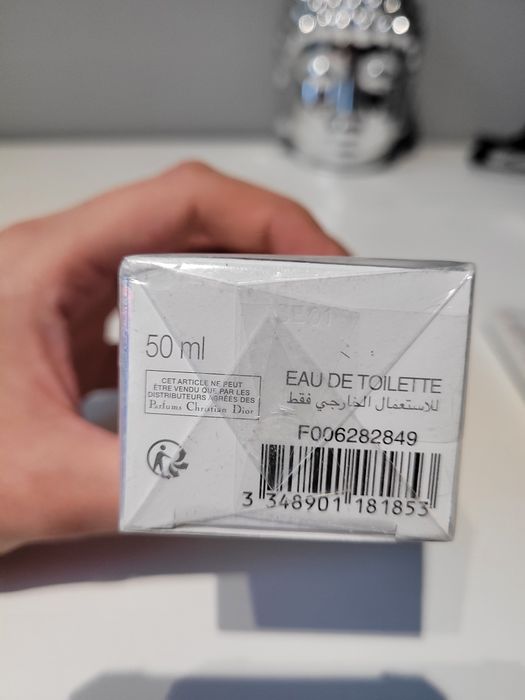 50 ml
CET ARTICLE NE PEUT
ÊTRE VENDU QUE PAR LES
DISTRIBUTEURS AGRÉES DES
Parfums Christian Dior
EAU DE TOILETTE
للاستعمال الخارجي فقط
F006282849
3 348901 181853